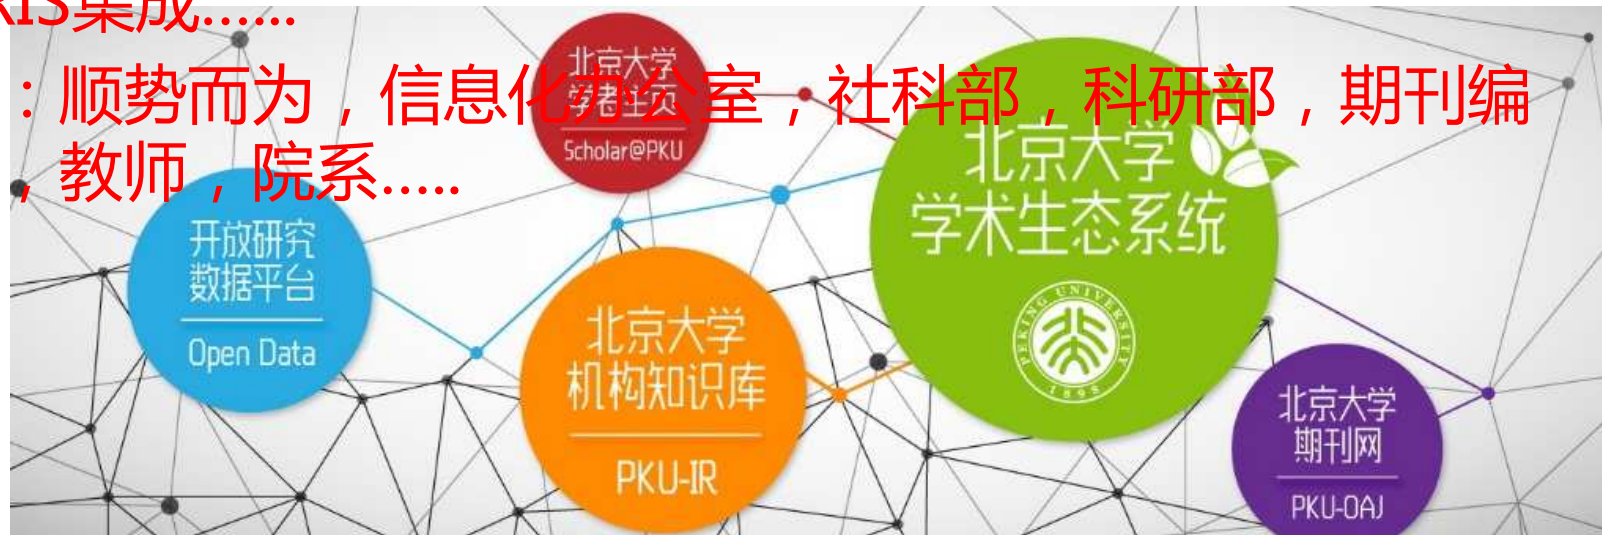 RIS集成……
：顺势而为，信息化办公室，社科部，科研部，期刊编
，教师，院系…..
北京大学
学者主页
Scholar@PKU
北京大学
学术生态系统
PEKING UNIVERSITY
1898
开放研究
数据平台
Open Data
北京大学
机构知识库
PKU-IR
北京大学
期刊网
PKU-OAJ